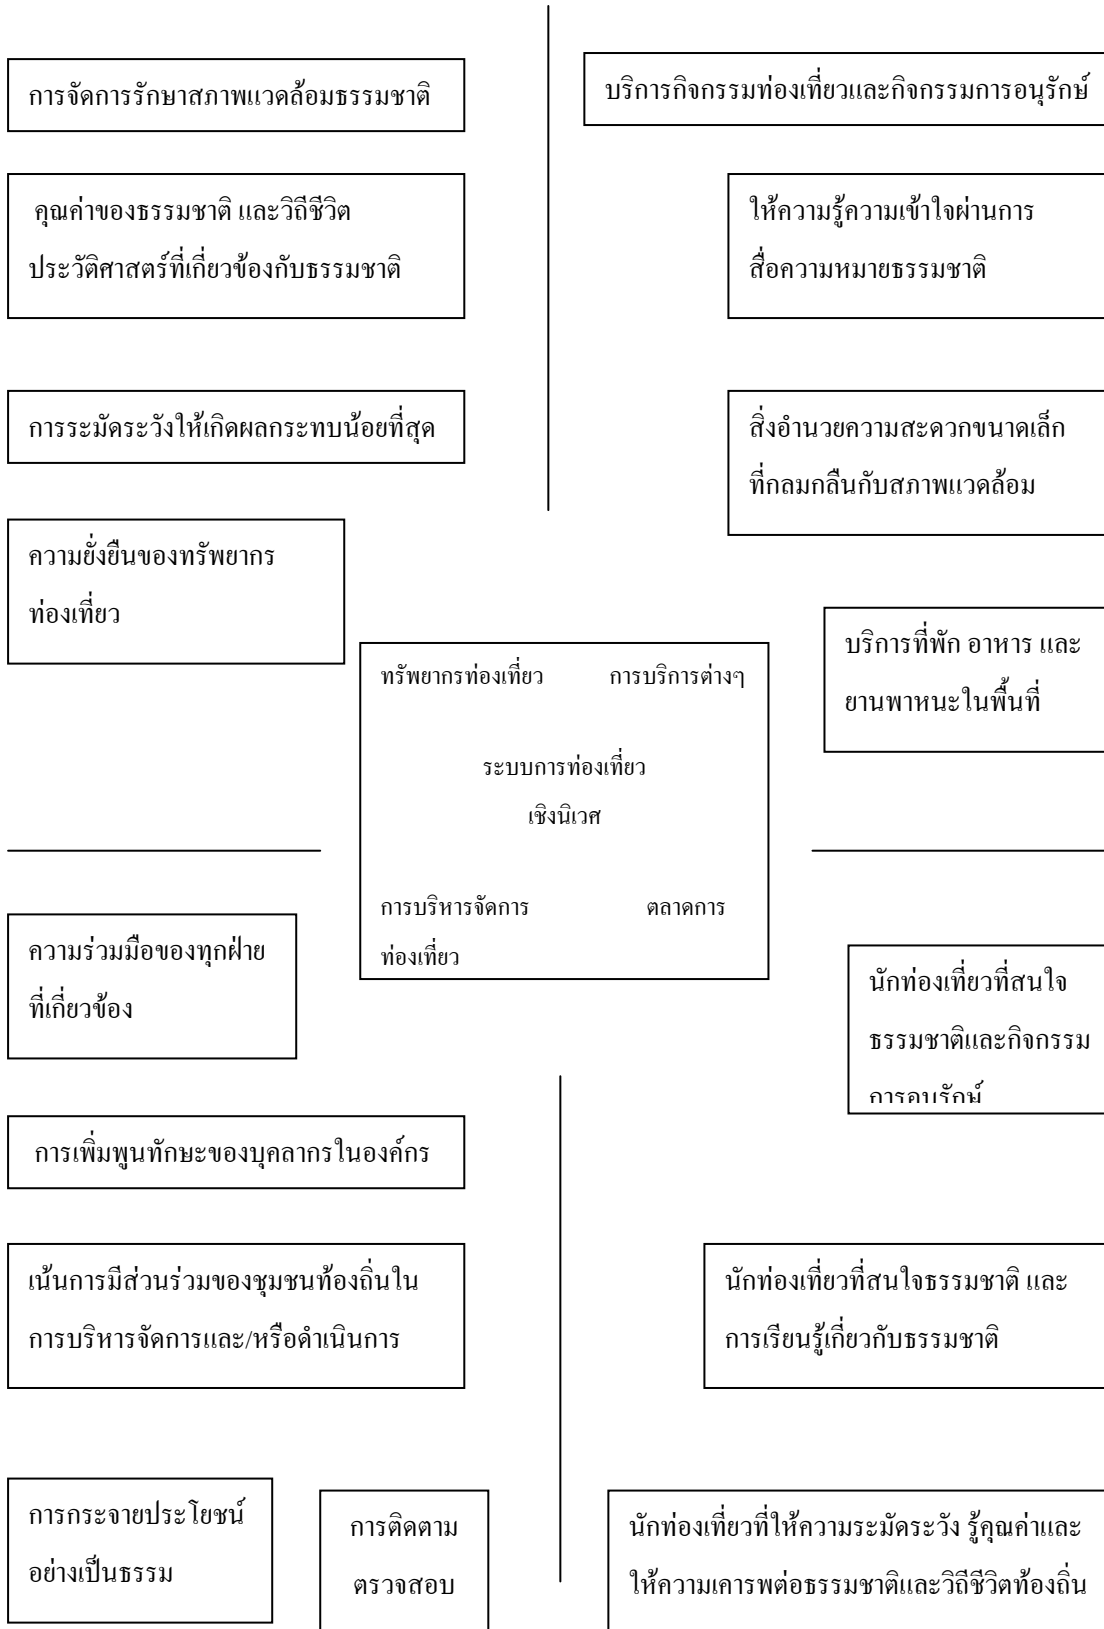 การจัดการรักษาสภาพแวดล้อมธรรมชาติ
บริการกิจกรรมท่องเที่ยวและกิจกรรมการอนุรักษ์
คุณค่าของธรรมชาติ และวิถีชีวิต
ประวัติศาสตร์ที่เกี่ยวข้องกับธรรมชาติ
ให้ความรู้ความเข้าใจผ่านการ
สื่อความหมายธรรมชาติ
การระมัดระวังให้เกิดผลกระทบน้อยที่สุด
สิ่งอำนวยความสะดวกขนาดเล็ก
ที่กลมกลืนกับสภาพแวดล้อม
ความยั่งยืนของทรัพยากร
ท่องเที่ยว
บริการที่พัก อาหาร และ
ยานพาหนะในพื้นที่
ทรัพยากรท่องเที่ยว การบริการต่างๆ
ระบบการท่องเที่ยว
เชิงนิเวศ
การบริหารจัดการ ตลาดการ
ท่องเที่ยว
ความร่วมมือของทุกฝ่าย
ที่เกี่ยวข้อง
นักท่องเที่ยวที่สนใจ
ธรรมชาติและกิจกรรม
การอนุรักษ์
การเพิ่มพูนทักษะของบุคลากรในองค์กร
เน้นการมีส่วนร่วมของชุมชนท้องถิ่นใน
การบริหารจัดการและ/หรือดำเนินการ
นักท่องเที่ยวที่สนใจธรรมชาติ และ
การเรียนรู้เกี่ยวกับธรรมชาติ
การกระจายประโยชน์
อย่างเป็นธรรม
การติดตาม
ตรวจสอบ
นักท่องเที่ยวที่ให้ความระมัดระวัง รู้คุณค่าและ
ให้ความเคารพต่อธรรมชาติและวิถีชีวิตท้องถิ่น